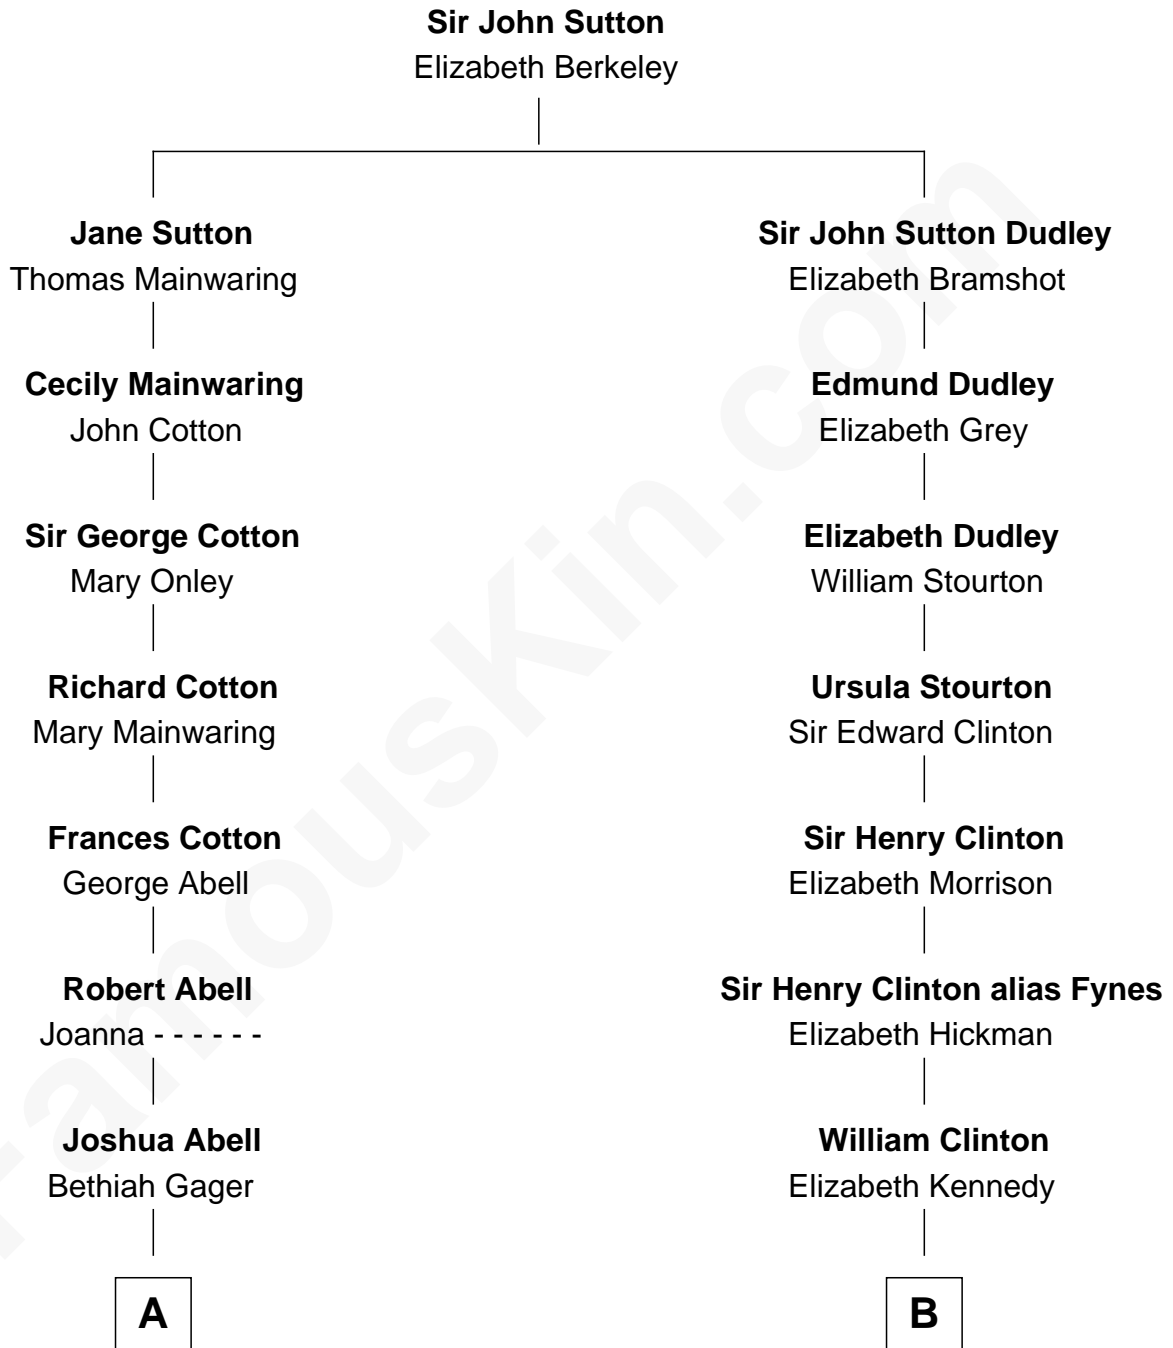 Sir John Sutton
Elizabeth Berkeley
Jane Sutton
Thomas Mainwaring
Cecily Mainwaring
John Cotton
Sir George Cotton
Mary Onley
Richard Cotton
Mary Mainwaring
Frances Cotton
George Abell
Robert Abell
Joanna - - - - - -
Joshua Abell
Bethiah Gager
A
Sir John Sutton Dudley
Elizabeth Bramshot
Edmund Dudley
Elizabeth Grey
Elizabeth Dudley
William Stourton
Ursula Stourton
Sir Edward Clinton
Sir Henry Clinton
Elizabeth Morrison
Sir Henry Clinton alias Fynes
Elizabeth Hickman
William Clinton
Elizabeth Kennedy
B
FamousKin.com